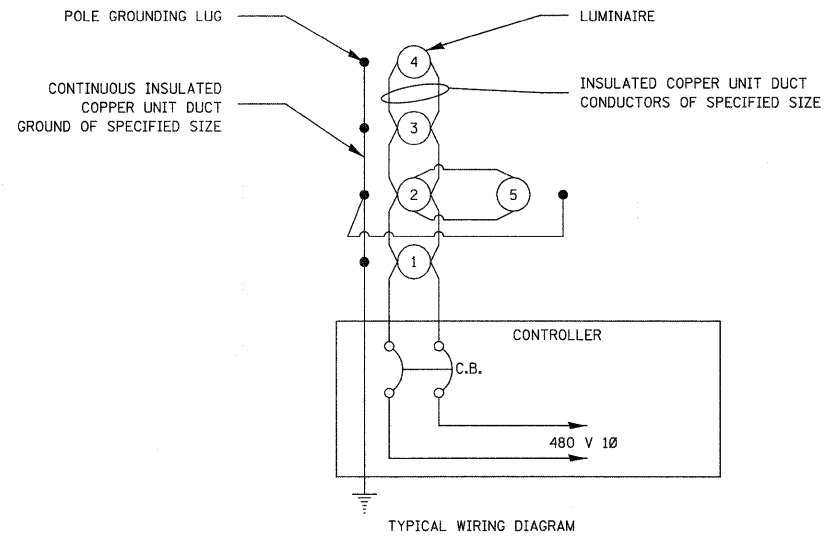 POLE GROUNDING LUG
LUMINAIRE
4
CONTINUOUS INSULATED
COPPER UNIT DUCT
GROUND OF SPECIFIED SIZE
INSULATED COPPER UNIT DUCT
CONDUCTORS OF SPECIFIED SIZE
3
2
5
1
CONTROLLER
C.B.
480 V 1Ø
TYPICAL WIRING DIAGRAM